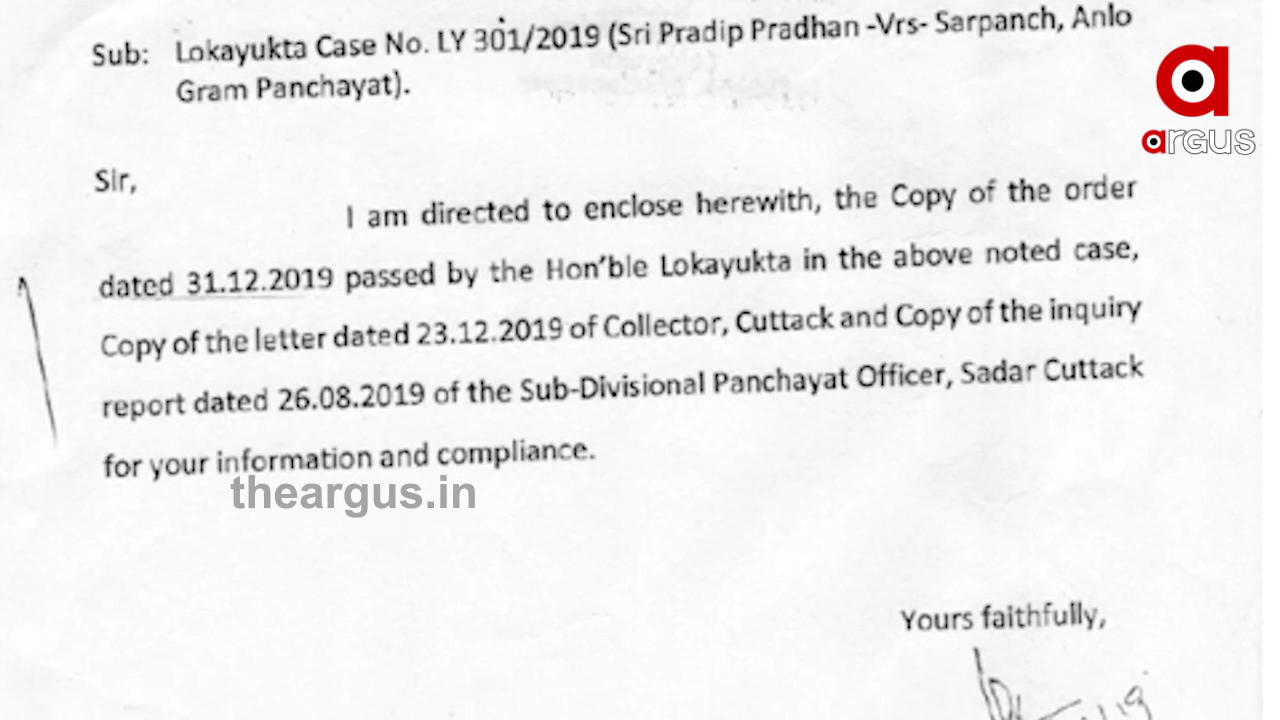 Sub: Lokayukta Case No. LY 301/2019 (Sri Pradip Pradhan -Vrs- Sarpanch, Anlo
Gram Panchayat).
argus
Sir,
I am directed to enclose herewith, the Copy of the order
dated 31.12.2019 passed by the Hon'ble Lokayukta in the above noted case,
Copy of the letter dated 23.12.2019 of Collector, Cuttack and Copy of the inquiry
report dated 26.08.2019 of the Sub-Divisional Panchayat Officer, Sadar Cuttack
for your information and compliance.
theargus.in
Yours faithfully,